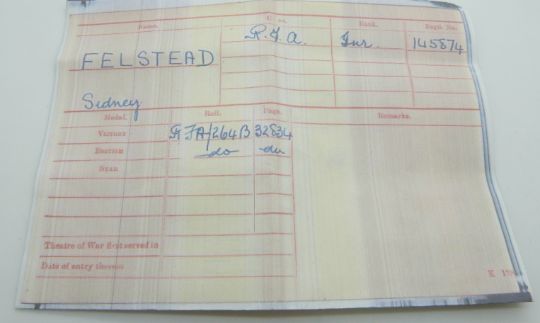 Name. Corps. Rank. Regtl. No.
FELSTEAD R.F.A. Gnr. 145874
Sidney
Medal. Roll. Page. Remarks.
Victory RFA/264B 32834
British do do
Star
Theatre of War first served in
Date of entry therein
K